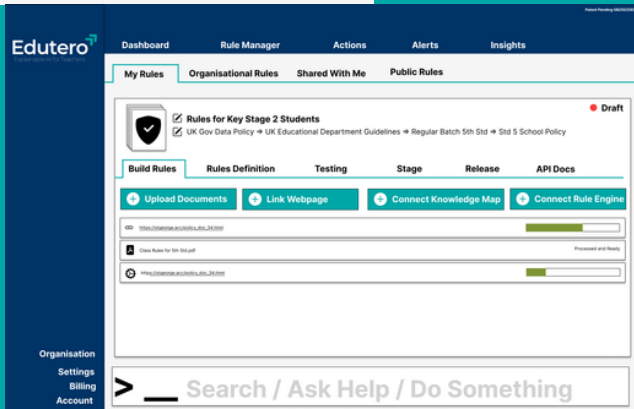 Edutero
Explainable AI for Teachers
Dashboard Rule Manager Actions Alerts Insights
My Rules Organisational Rules Shared With Me Public Rules
Draft
Rules for Key Stage 2 Students
UK Gov Data Policy ➔ UK Educational Department Guidelines ➔ Regular Batch 5th Std ➔ Std 5 School Policy
Build Rules Rules Definition Testing Stage Release API Docs
Upload Documents Link Webpage Connect Knowledge Map Connect Rule Engine
Class Rules for 5th Std.pdf Processed and Ready
Organisation
Settings
Billing
Account
>_ Search / Ask Help / Do Something